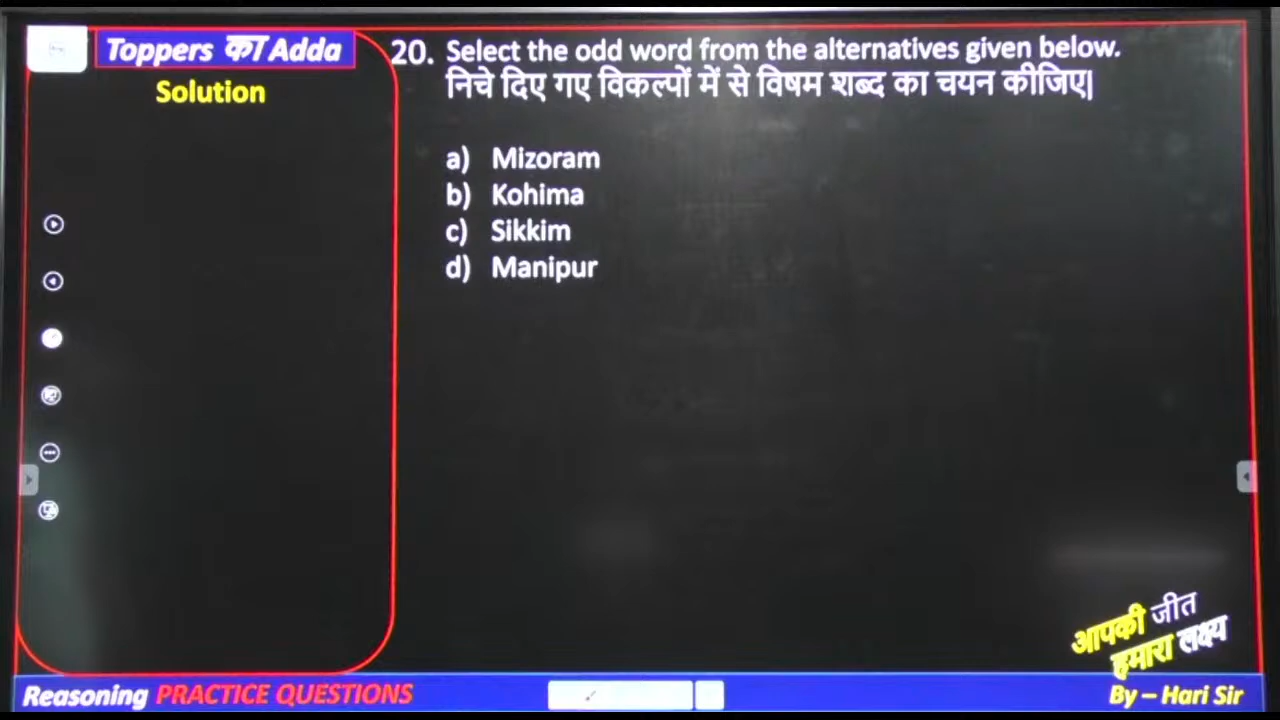 Toppers का Adda
Solution
20. Select the odd word from the alternatives given below.
निचे दिए गए विकल्पों में से विषम शब्द का चयन कीजिए|
a) Mizoram
b) Kohima
c) Sikkim
d) Manipur
आपकी जीत
हमारा लक्ष्य
Reasoning PRACTICE QUESTIONS
By – Hari Sir